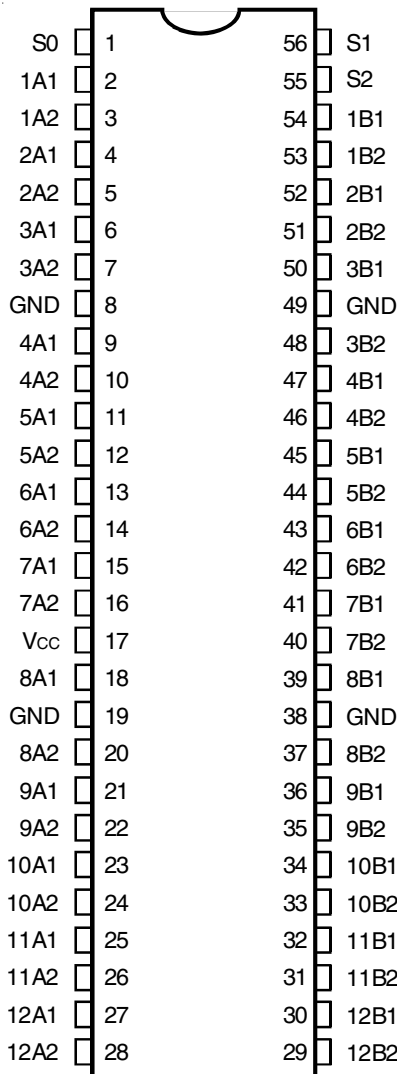 S0 1 56 S1
1A1 2 55 S2
1A2 3 54 1B1
2A1 4 53 1B2
2A2 5 52 2B1
3A1 6 51 2B2
3A2 7 50 3B1
GND 8 49 GND
4A1 9 48 3B2
4A2 10 47 4B1
5A1 11 46 4B2
5A2 12 45 5B1
6A1 13 44 5B2
6A2 14 43 6B1
7A1 15 42 6B2
7A2 16 41 7B1
Vcc 17 40 7B2
8A1 18 39 8B1
GND 19 38 GND
8A2 20 37 8B2
9A1 21 36 9B1
9A2 22 35 9B2
10A1 23 34 10B1
10A2 24 33 10B2
11A1 25 32 11B1
11A2 26 31 11B2
12A1 27 30 12B1
12A2 28 29 12B2